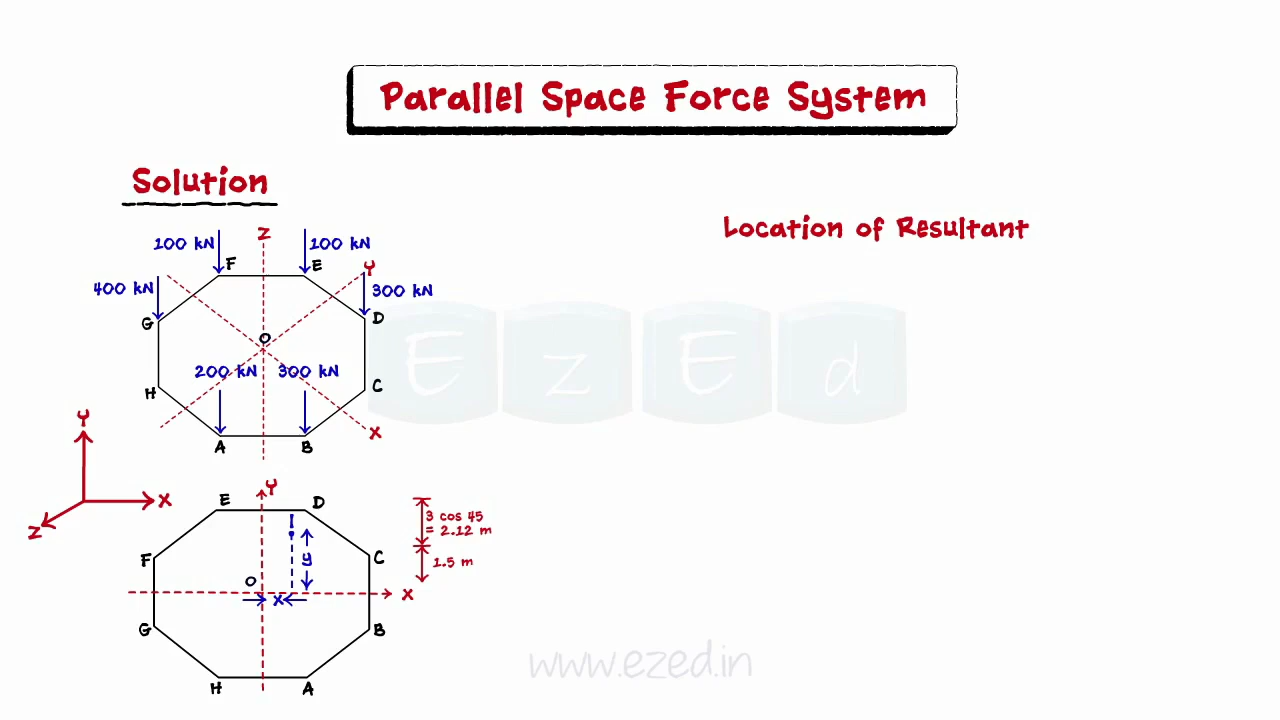 Parallel Space Force System
Solution
Location of Resultant
Z
100 kN
100 kN
F
E
Y
400 kN
300 kN
G
D
O
200 kN
300 kN
H
C
X
A
B
Y
X
Z
Y
E
D
3 cos 45
= 2.12 m
y
F
C
1.5 m
O
X
x
G
B
H
A
E z E d
www.ezed.in